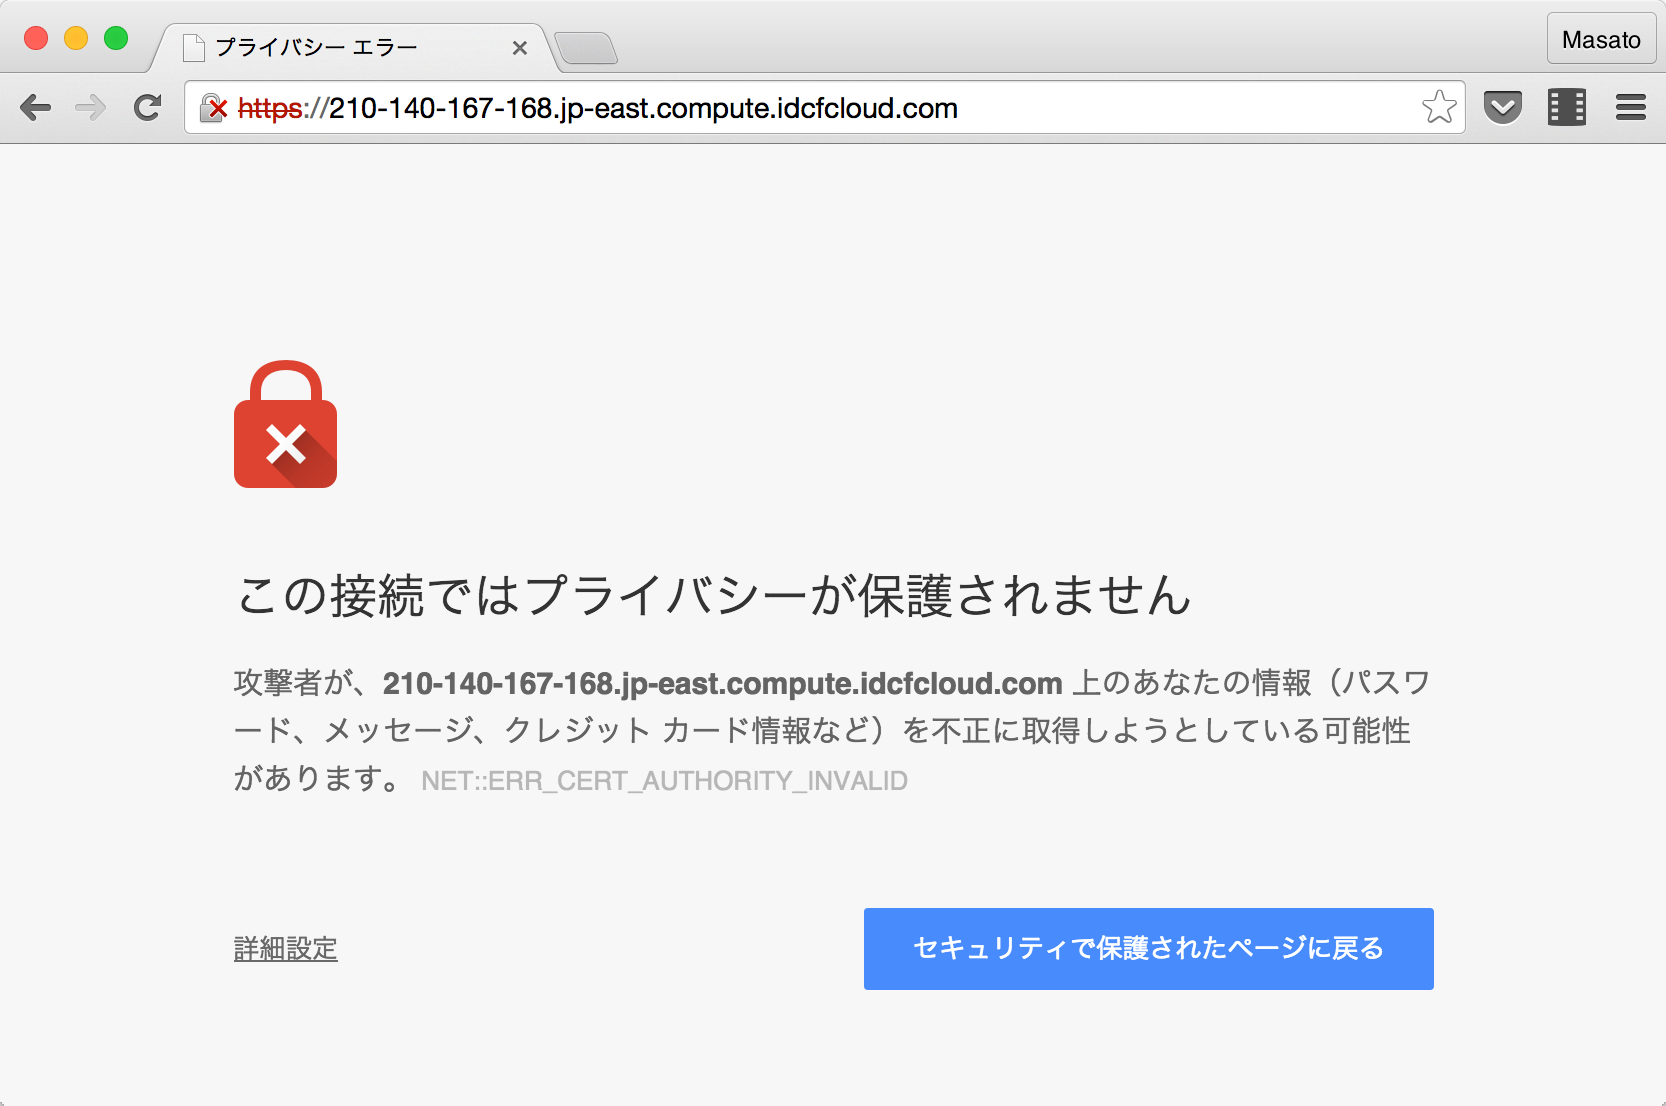 プライバシー エラー
Masato
https://210-140-167-168.jp-east.compute.idcfcloud.com
この接続ではプライバシーが保護されません
攻撃者が、210-140-167-168.jp-east.compute.idcfcloud.com 上のあなたの情報（パスワ
ード、メッセージ、クレジット カード情報など）を不正に取得しようとしている可能性
があります。 NET::ERR_CERT_AUTHORITY_INVALID
詳細設定
セキュリティで保護されたページに戻る